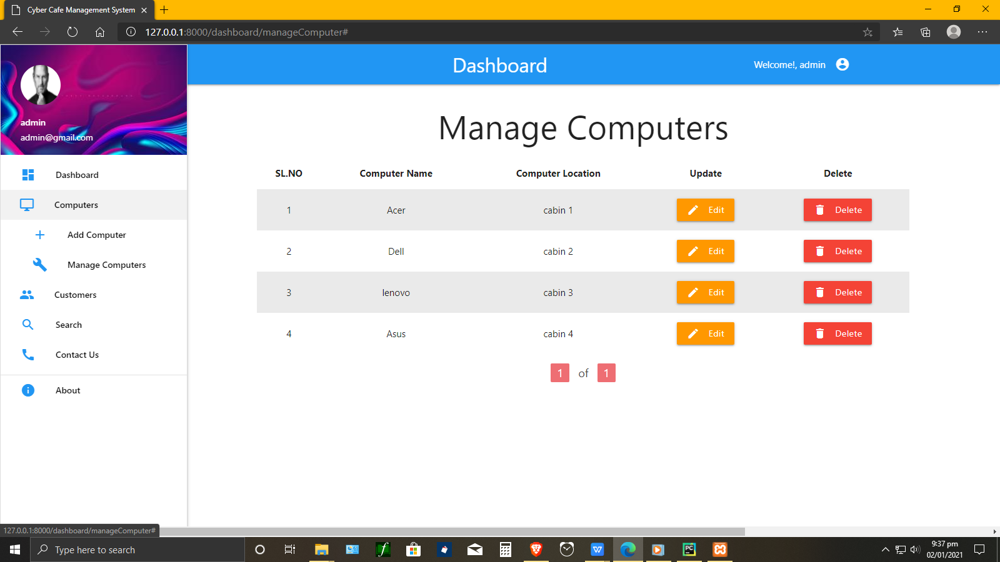 Cyber Cafe Management System
127.0.0.1:8000/dashboard/manageComputer#
Dashboard
Welcome!, admin
admin
admin@gmail.com
Dashboard
Computers
Add Computer
Manage Computers
Customers
Search
Contact Us
About
Manage Computers
SL.NO Computer Name Computer Location Update Delete
1 Acer cabin 1 Edit Delete
2 Dell cabin 2 Edit Delete
3 lenovo cabin 3 Edit Delete
4 Asus cabin 4 Edit Delete
1 of 1
127.0.0.1:8000/dashboard/manageComputer#
Type here to search
PC
9:37 pm
02/01/2021